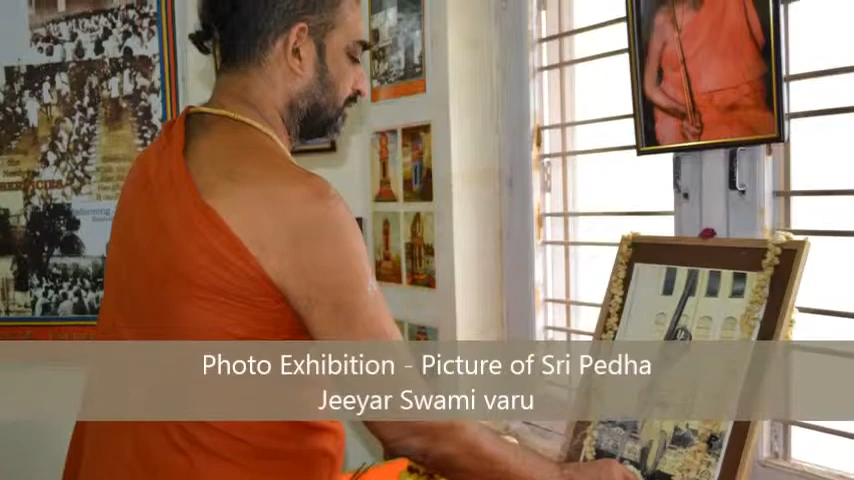 Photo Exhibition - Picture of Sri Pedha
Jeeyar Swami varu